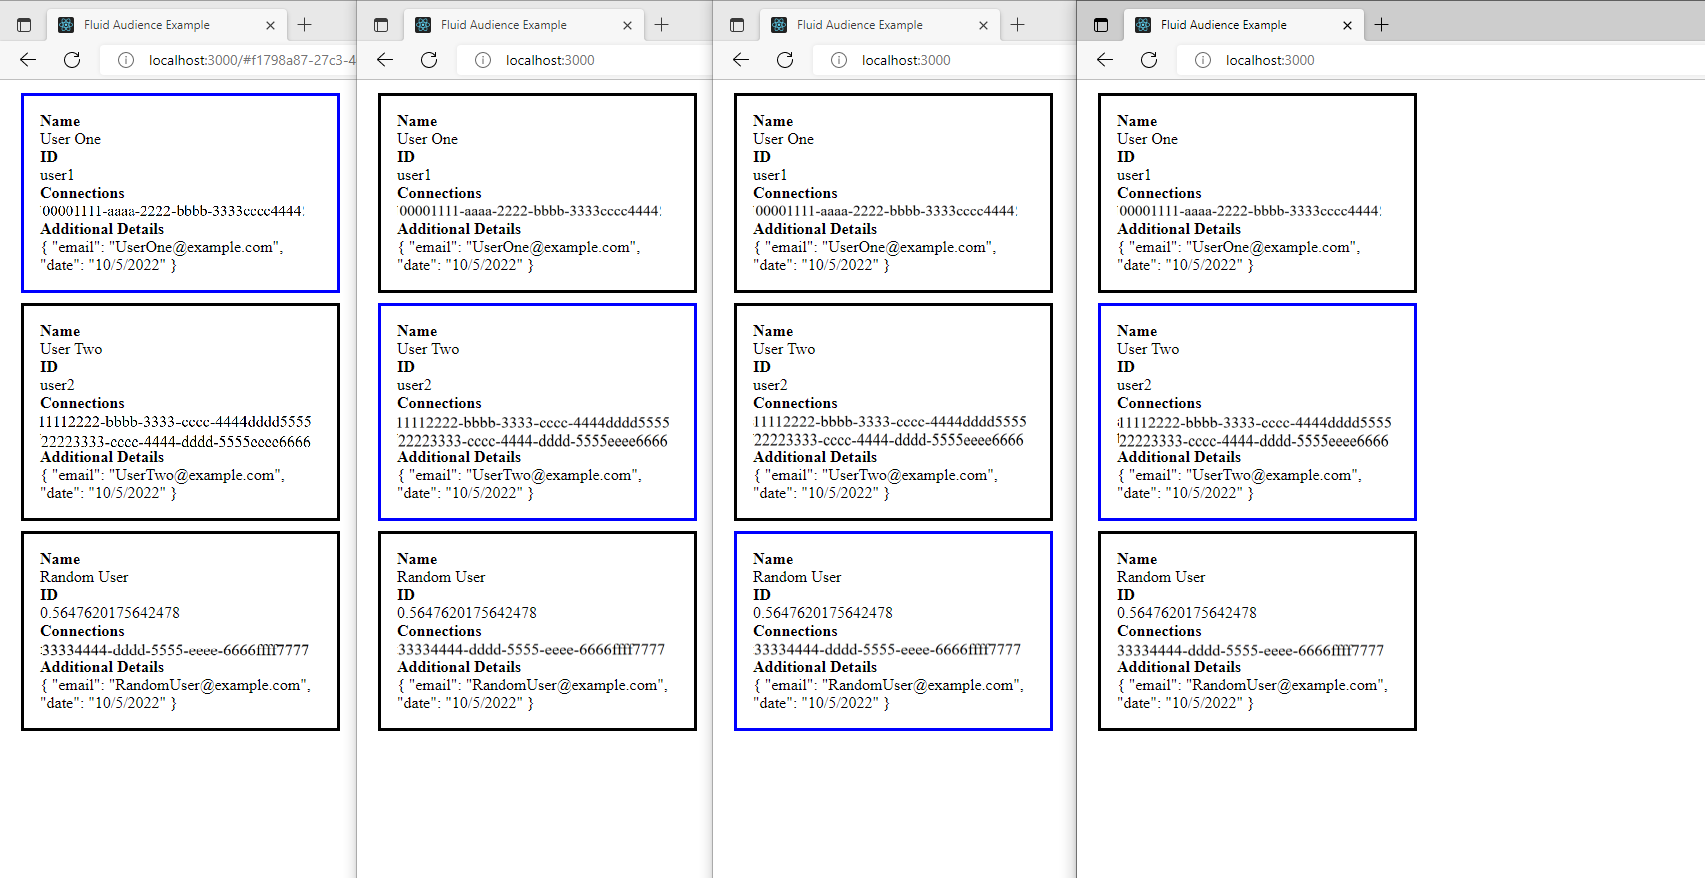 Fluid Audience Example
localhost:3000/#f1798a87-27c3-4
Name
User One
ID
user1
Connections
00001111-aaaa-2222-bbbb-3333cccc4444
Additional Details
{ "email": "UserOne@example.com",
"date": "10/5/2022" }
Name
User Two
ID
user2
Connections
11112222-bbbb-3333-cccc-4444dddd5555
22223333-cccc-4444-dddd-5555eeee6666
Additional Details
{ "email": "UserTwo@example.com",
"date": "10/5/2022" }
Name
Random User
ID
0.5647620175642478
Connections
33334444-dddd-5555-eeee-6666ffff7777
Additional Details
{ "email": "RandomUser@example.com",
"date": "10/5/2022" }
Fluid Audience Example
localhost:3000
Name
User One
ID
user1
Connections
00001111-aaaa-2222-bbbb-3333cccc4444
Additional Details
{ "email": "UserOne@example.com",
"date": "10/5/2022" }
Name
User Two
ID
user2
Connections
11112222-bbbb-3333-cccc-4444dddd5555
22223333-cccc-4444-dddd-5555eeee6666
Additional Details
{ "email": "UserTwo@example.com",
"date": "10/5/2022" }
Name
Random User
ID
0.5647620175642478
Connections
33334444-dddd-5555-eeee-6666ffff7777
Additional Details
{ "email": "RandomUser@example.com",
"date": "10/5/2022" }
Fluid Audience Example
localhost:3000
Name
User One
ID
user1
Connections
00001111-aaaa-2222-bbbb-3333cccc4444
Additional Details
{ "email": "UserOne@example.com",
"date": "10/5/2022" }
Name
User Two
ID
user2
Connections
11112222-bbbb-3333-cccc-4444dddd5555
22223333-cccc-4444-dddd-5555eeee6666
Additional Details
{ "email": "UserTwo@example.com",
"date": "10/5/2022" }
Name
Random User
ID
0.5647620175642478
Connections
33334444-dddd-5555-eeee-6666ffff7777
Additional Details
{ "email": "RandomUser@example.com",
"date": "10/5/2022" }
Fluid Audience Example
localhost:3000
Name
User One
ID
user1
Connections
00001111-aaaa-2222-bbbb-3333cccc4444
Additional Details
{ "email": "UserOne@example.com",
"date": "10/5/2022" }
Name
User Two
ID
user2
Connections
11112222-bbbb-3333-cccc-4444dddd5555
22223333-cccc-4444-dddd-5555eeee6666
Additional Details
{ "email": "UserTwo@example.com",
"date": "10/5/2022" }
Name
Random User
ID
0.5647620175642478
Connections
33334444-dddd-5555-eeee-6666ffff7777
Additional Details
{ "email": "RandomUser@example.com",
"date": "10/5/2022" }